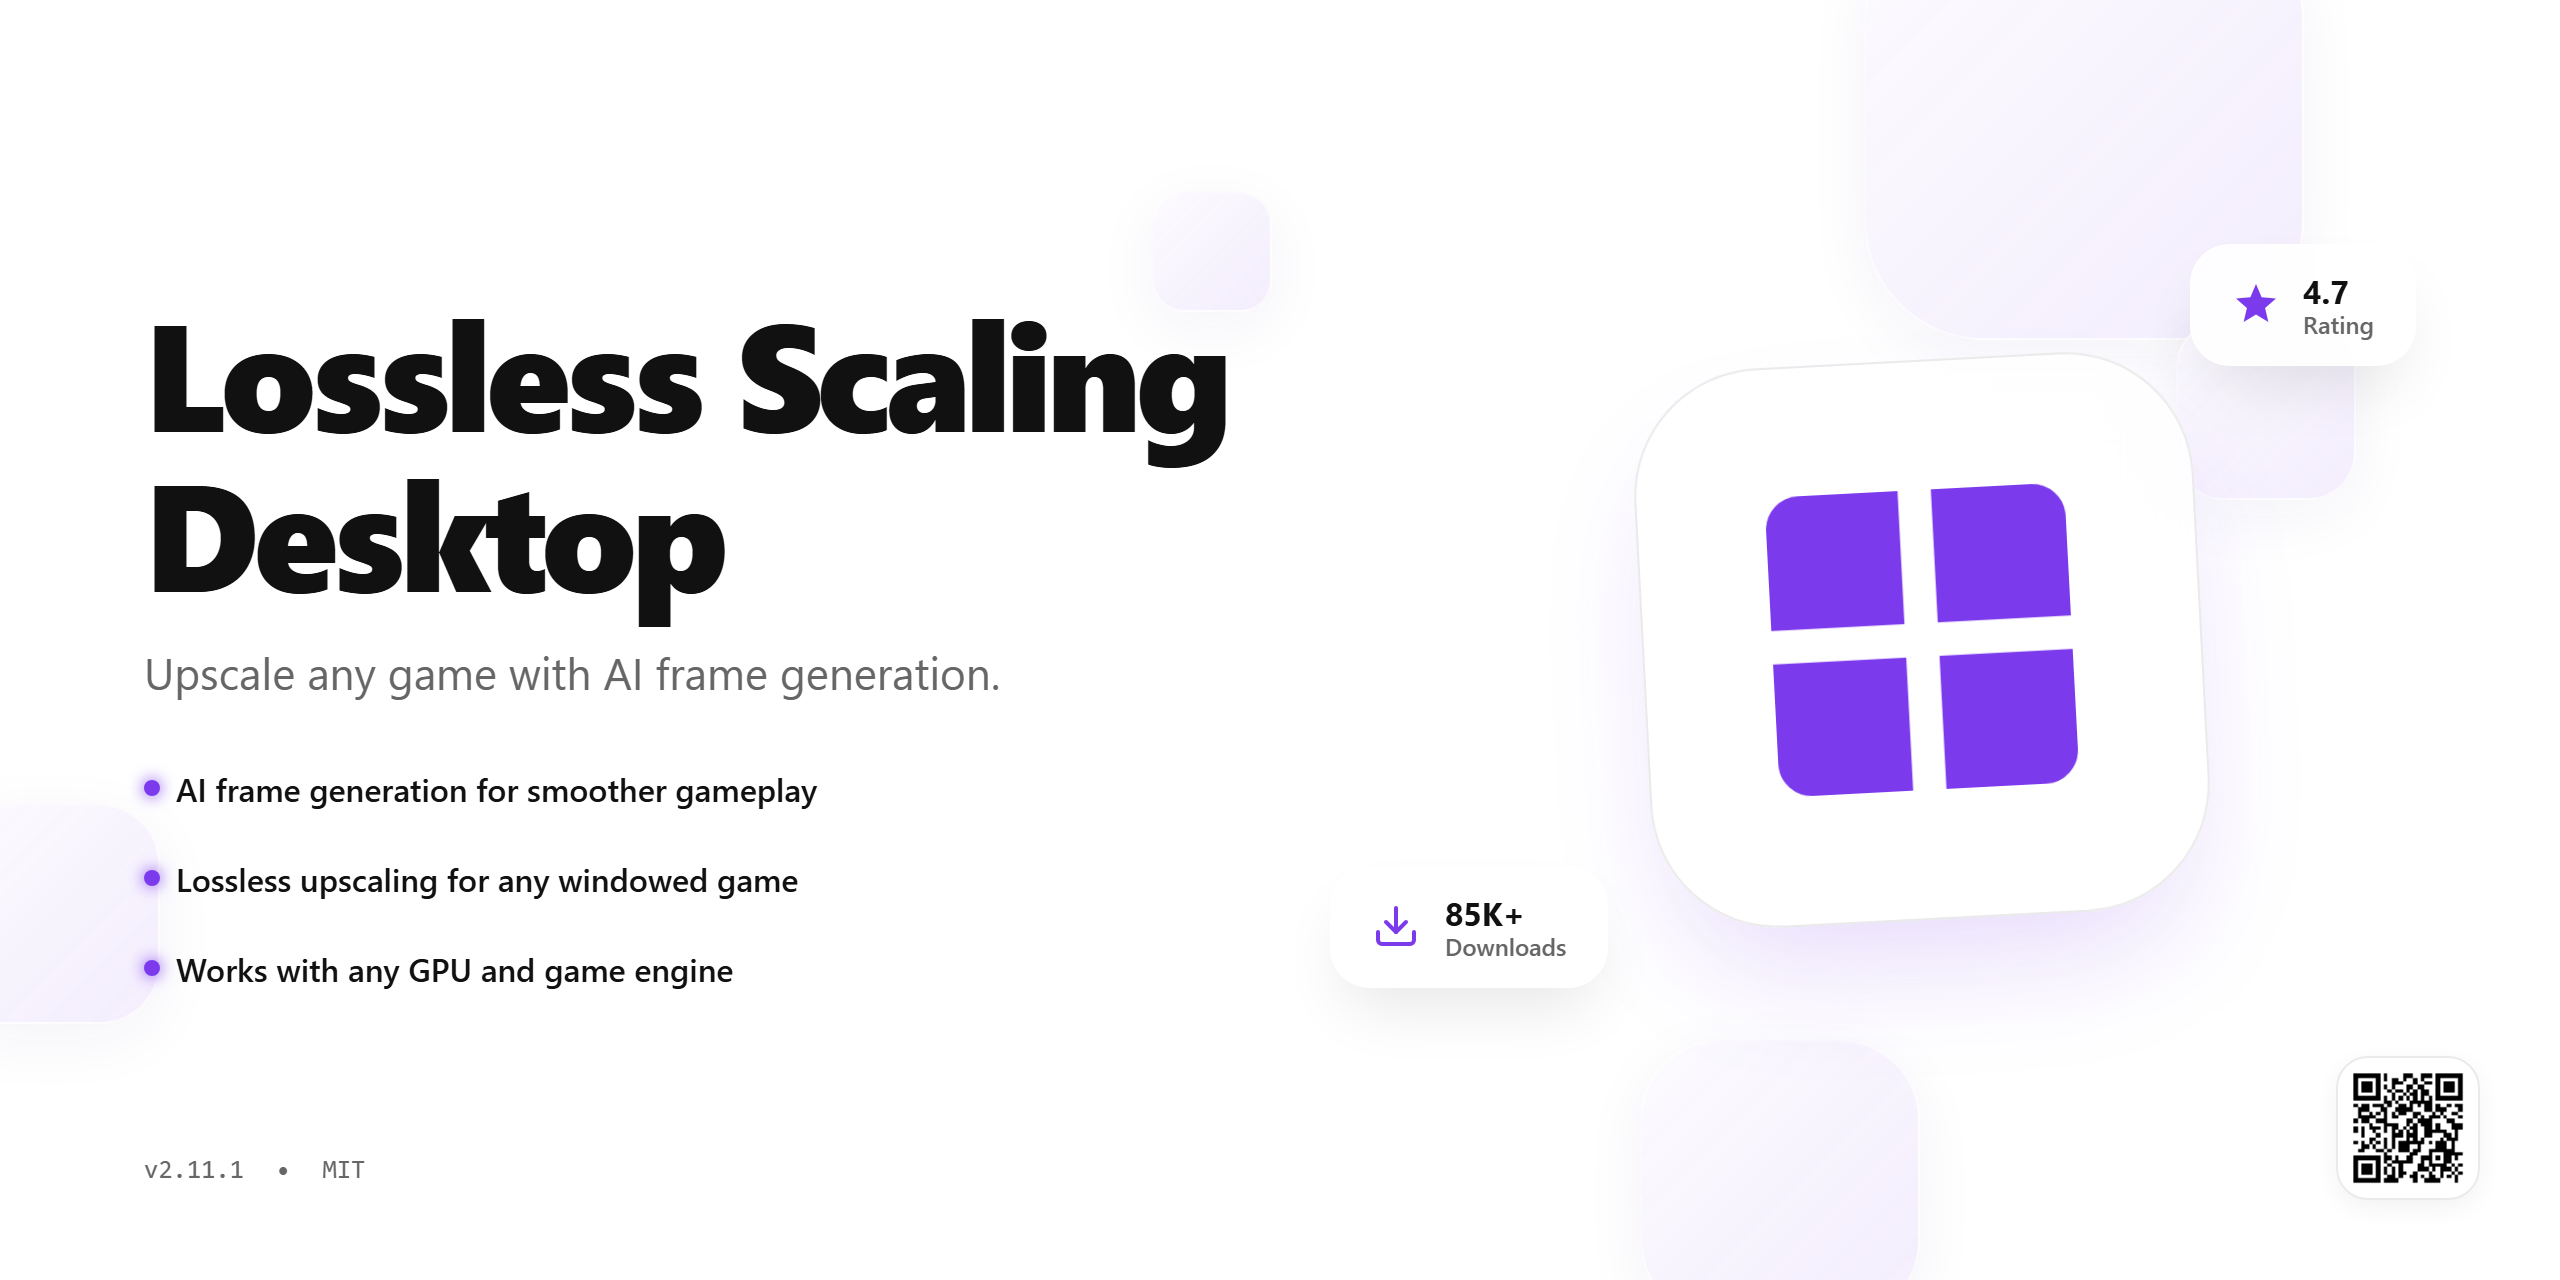 Lossless Scaling
Desktop
Upscale any game with AI frame generation.
AI frame generation for smoother gameplay
Lossless upscaling for any windowed game
Works with any GPU and game engine
v2.11.1 • MIT
4.7
Rating
85K+
Downloads